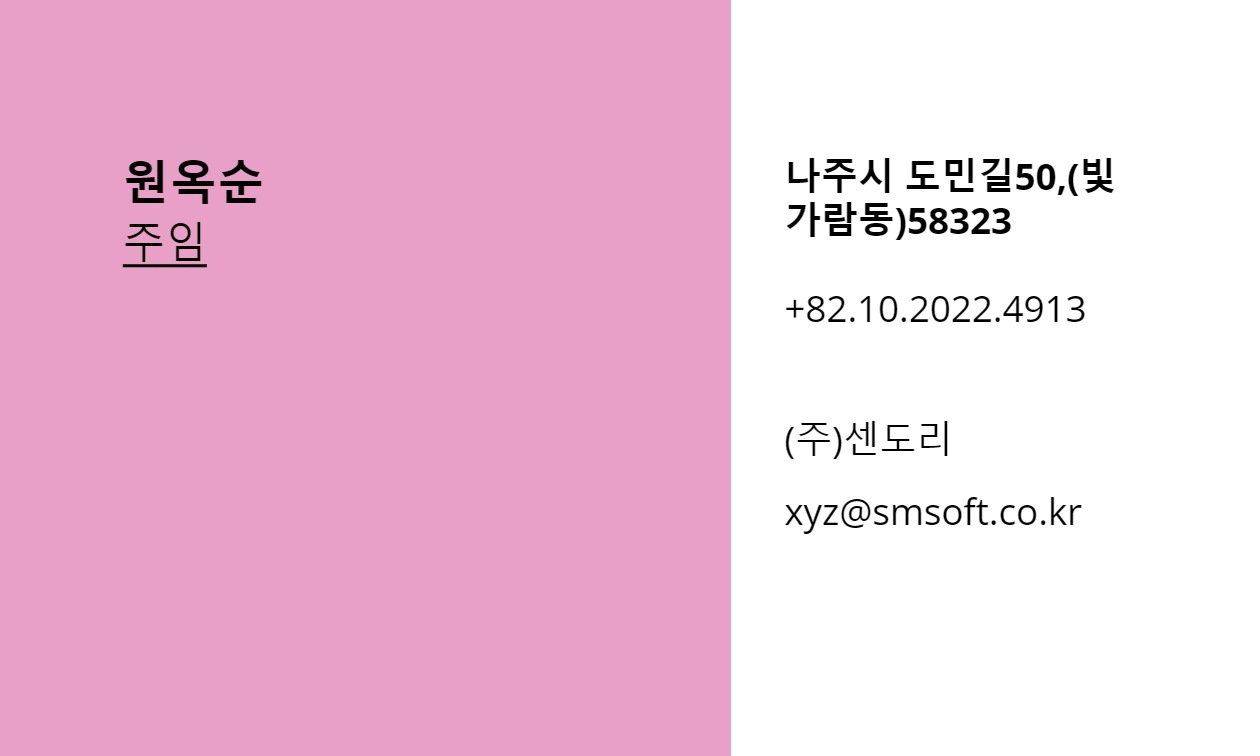 원옥순
주임
나주시 도민길50,(빛
가람동)58323
+82.10.2022.4913
(주)센도리
xyz@smsoft.co.kr